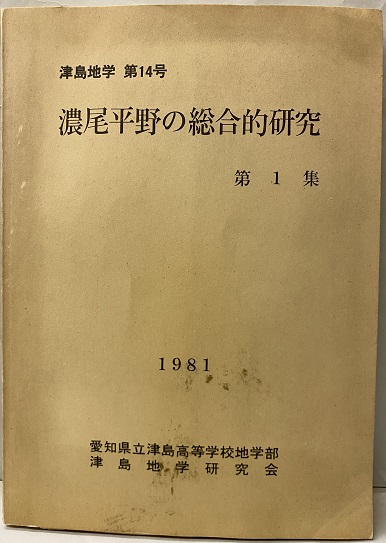 津島地学 第14号
濃尾平野の総合的研究
第 1 集
1981
愛知県立津島高等学校地学部
津島地学研究会